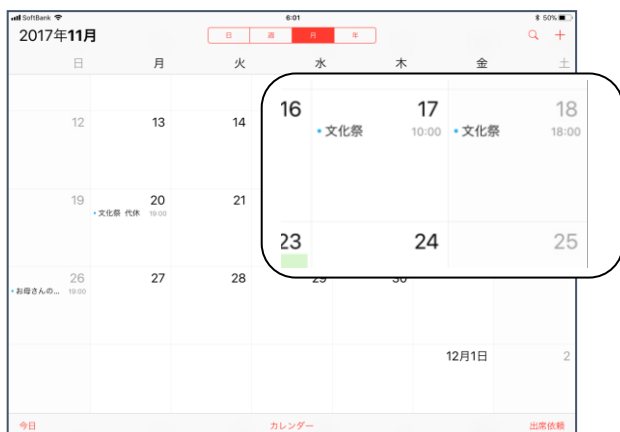 SoftBank 6:01 50%
2017年11月 日 週 月 年
日 月 火 水 木 金 土
12 13 14
16 17 18
文化祭 10:00 文化祭 18:00
19 20 21
文化祭 代休 19:00
23 24 25
26 27 28 29 30
お母さんの... 19:00
12月1日 2
今日 カレンダー 出席依頼